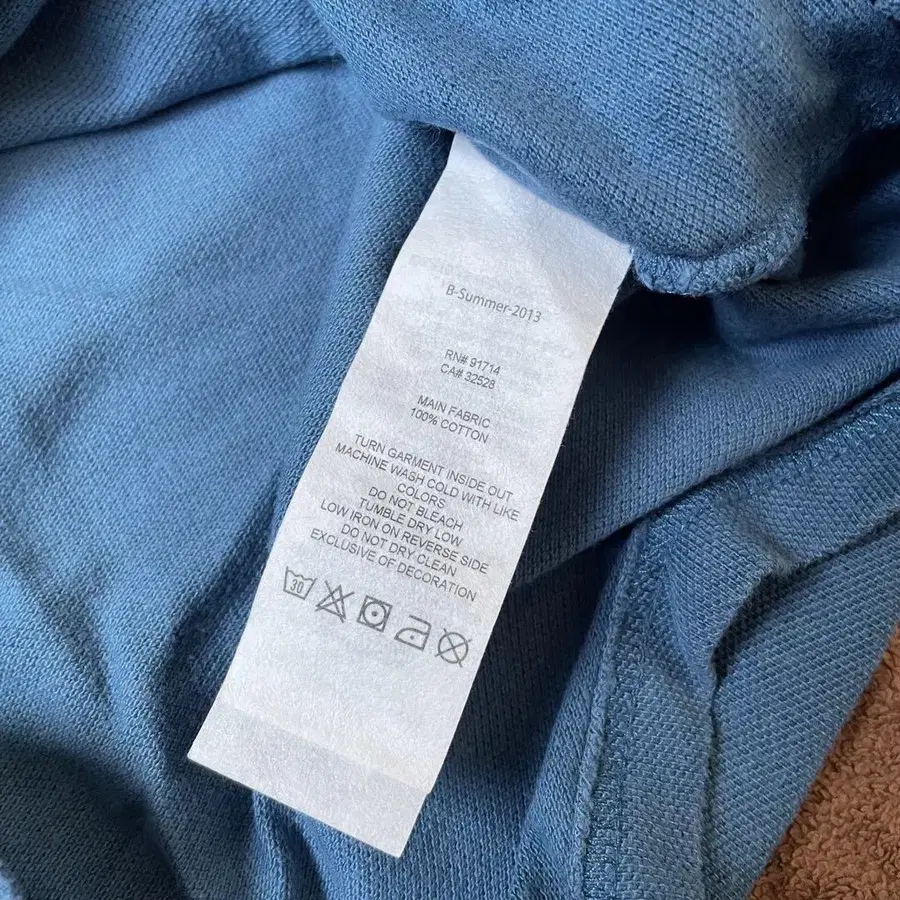 B-Summer-2013
RN# 91714
CA# 32528
MAIN FABRIC
100% COTTON
TURN GARMENT INSIDE OUT
MACHINE WASH COLD WITH LIKE
COLORS
DO NOT BLEACH
TUMBLE DRY LOW
LOW IRON ON REVERSE SIDE
DO NOT DRY CLEAN
EXCLUSIVE OF DECORATION
30